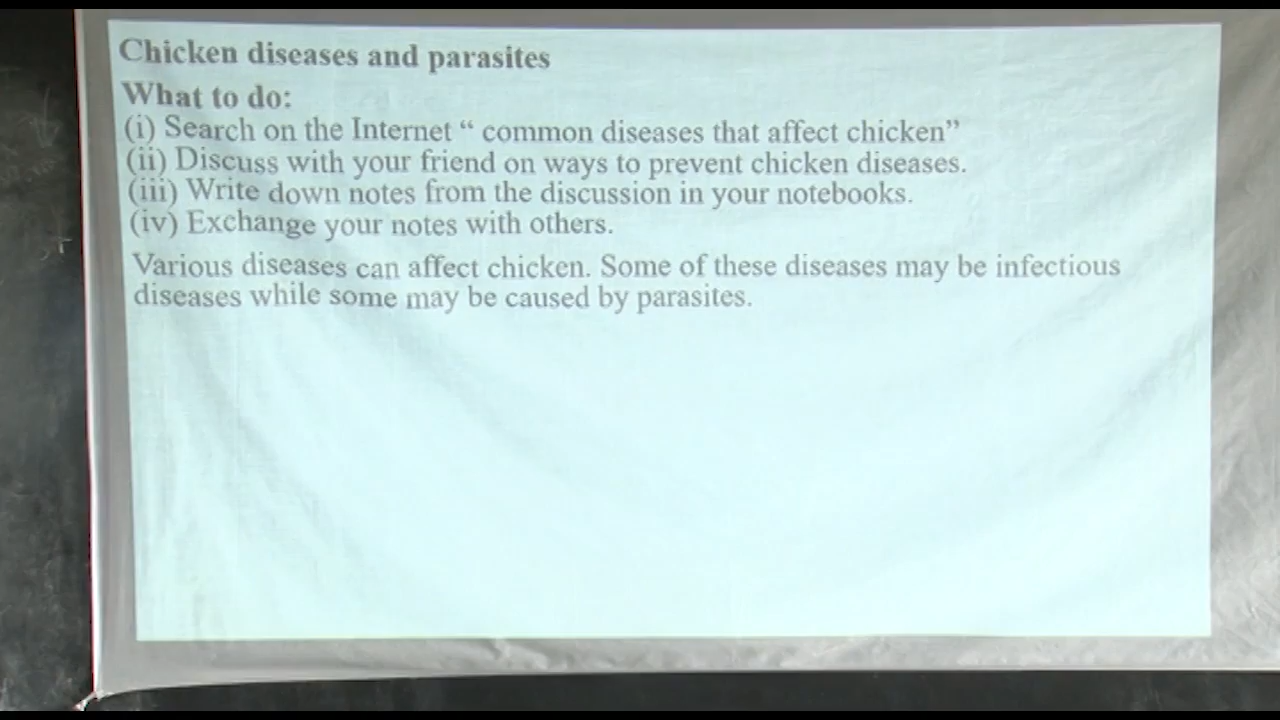 Chicken diseases and parasites
What to do:
(i) Search on the Internet “ common diseases that affect chicken”
(ii) Discuss with your friend on ways to prevent chicken diseases.
(iii) Write down notes from the discussion in your notebooks.
(iv) Exchange your notes with others.
Various diseases can affect chicken. Some of these diseases may be infectious
diseases while some may be caused by parasites.